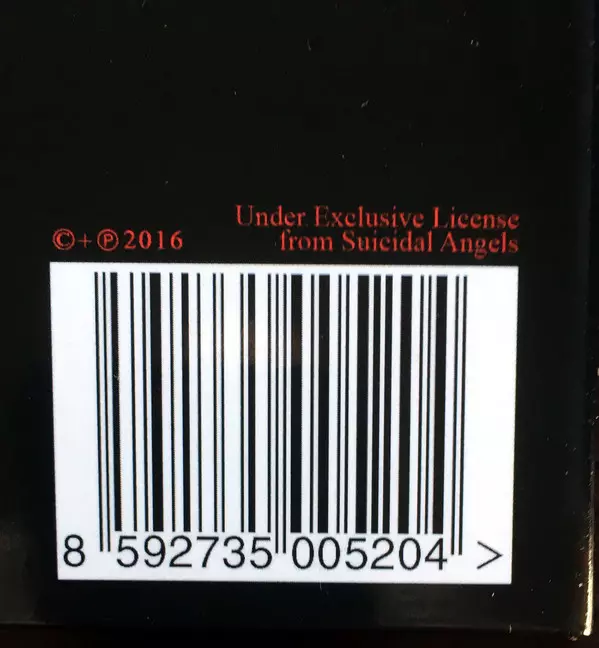 Under Exclusive License
©+℗2016 from Suicidal Angels
8 592735 005204 >